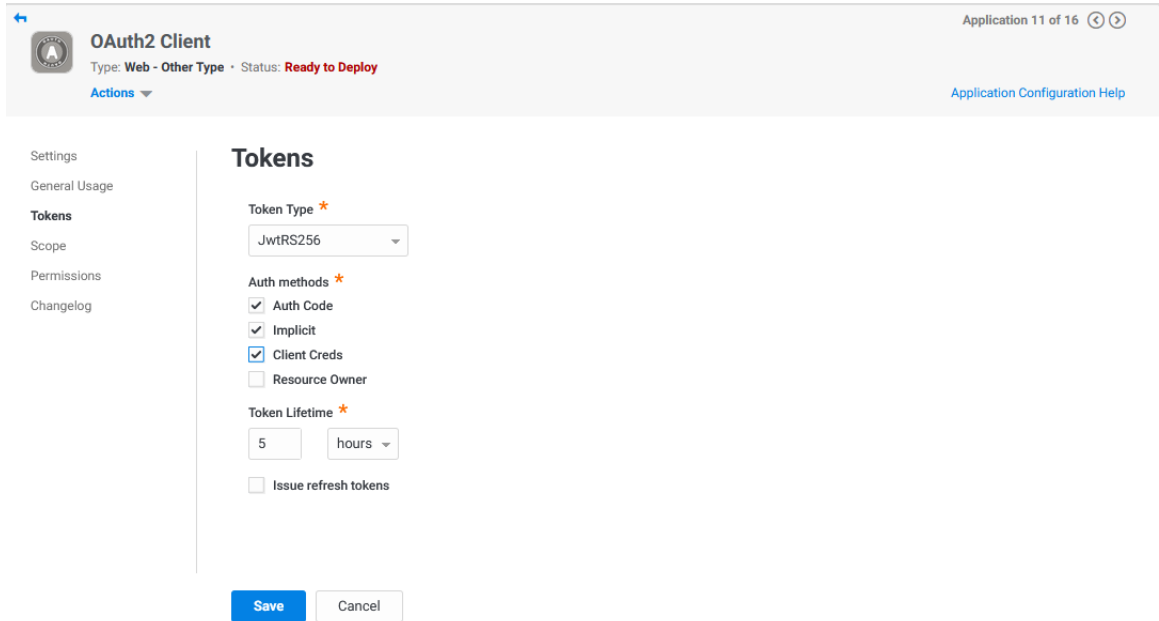 Application 11 of 16
OAuth2 Client
Type: Web - Other Type • Status: Ready to Deploy
Actions
Application Configuration Help
Settings
General Usage
Tokens
Scope
Permissions
Changelog
Tokens
Token Type *
JwtRS256
Auth methods *
Auth Code
Implicit
Client Creds
Resource Owner
Token Lifetime *
5 hours
Issue refresh tokens
Save Cancel